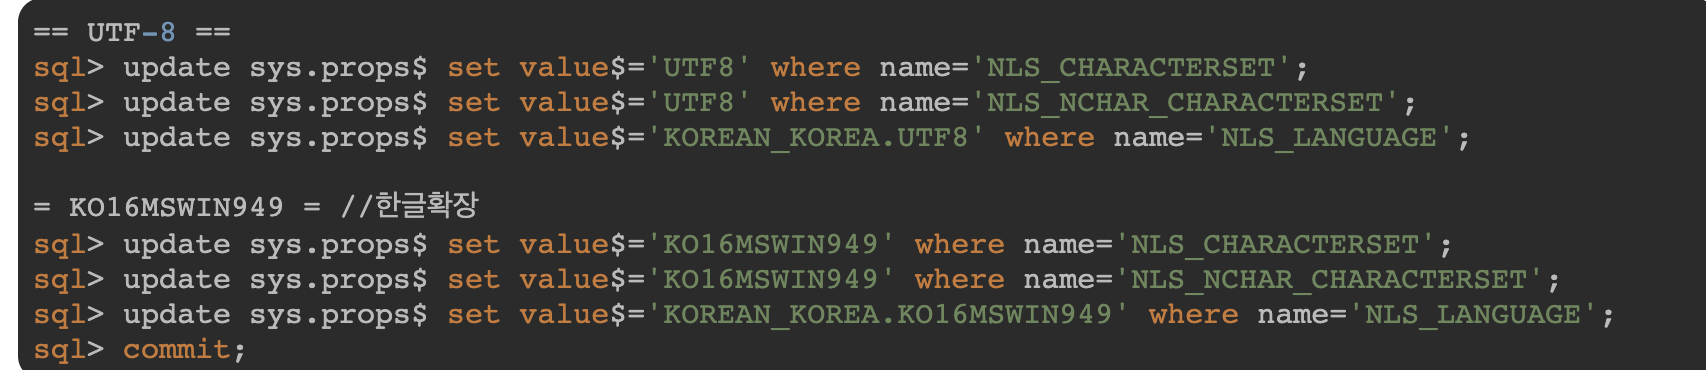 == UTF-8 ==
sql> update sys.props$ set value$='UTF8' where name='NLS_CHARACTERSET';
sql> update sys.props$ set value$='UTF8' where name='NLS_NCHAR_CHARACTERSET';
sql> update sys.props$ set value$='KOREAN_KOREA.UTF8' where name='NLS_LANGUAGE';
= KO16MSWIN949 = //한글확장
sql> update sys.props$ set value$='KO16MSWIN949' where name='NLS_CHARACTERSET';
sql> update sys.props$ set value$='KO16MSWIN949' where name='NLS_NCHAR_CHARACTERSET';
sql> update sys.props$ set value$='KOREAN_KOREA.KO16MSWIN949' where name='NLS_LANGUAGE';
sql> commit;